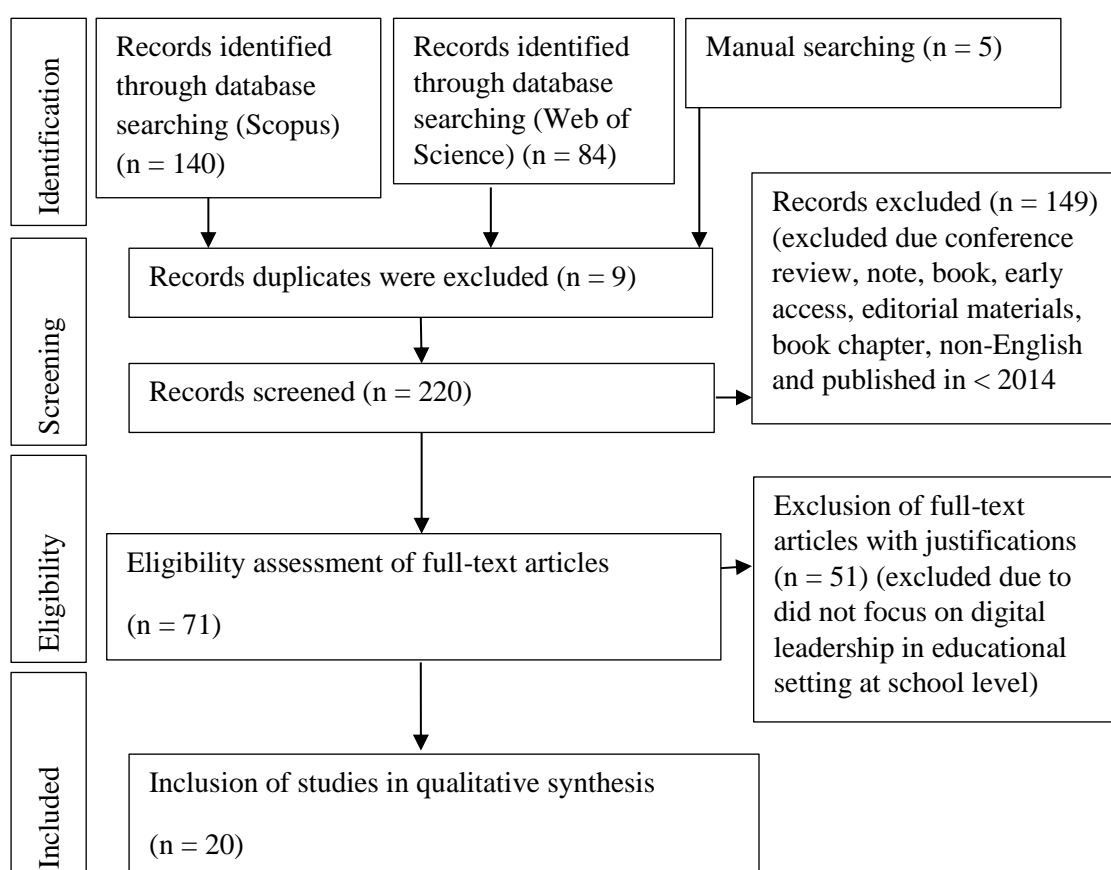 Identification
Records identified
through database
searching (Scopus)
(n = 140)
Records identified
through database
searching (Web of
Science) (n = 84)
Manual searching (n = 5)
Screening
Records duplicates were excluded (n = 9)
Records screened (n = 220)
Records excluded (n = 149)
(excluded due conference
review, note, book, early
access, editorial materials,
book chapter, non-English
and published in < 2014
Eligibility
Eligibility assessment of full-text articles
(n = 71)
Exclusion of full-text
articles with justifications
(n = 51) (excluded due to
did not focus on digital
leadership in educational
setting at school level)
Included
Inclusion of studies in qualitative synthesis
(n = 20)